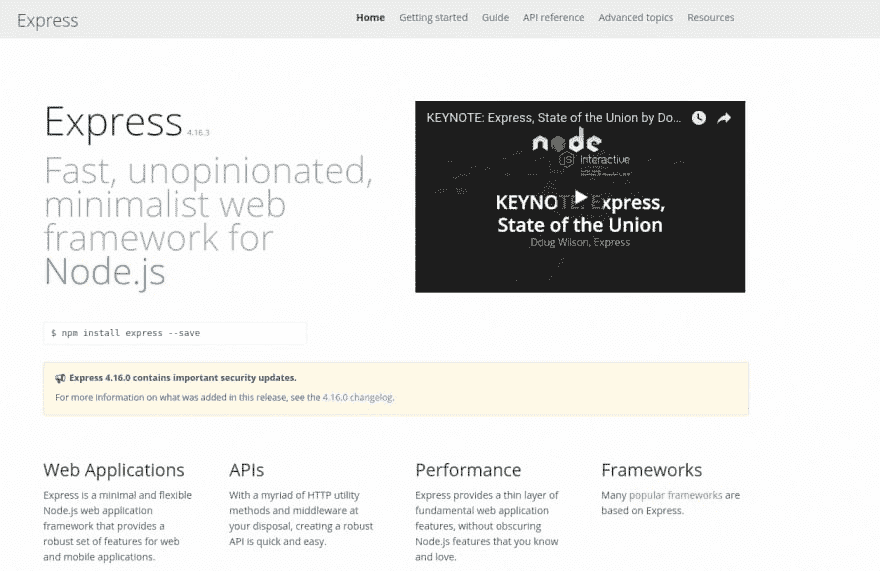 Express
Home Getting started Guide API reference Advanced topics Resources
Express 4.16.3
Fast, unopinionated,
minimalist web
framework for
Node.js
$ npm install express --save
KEYNOTE: Express, State of the Union by Do...
node
JS Interactive
KEYNOTE: Express,
State of the Union
Doug Wilson, Express
Express 4.16.0 contains important security updates.
For more information on what was added in this release, see the 4.16.0 changelog.
Web Applications
Express is a minimal and flexible
Node.js web application
framework that provides a
robust set of features for web
and mobile applications.
APIs
With a myriad of HTTP utility
methods and middleware at
your disposal, creating a robust
API is quick and easy.
Performance
Express provides a thin layer of
fundamental web application
features, without obscuring
Node.js features that you know
and love.
Frameworks
Many popular frameworks are
based on Express.